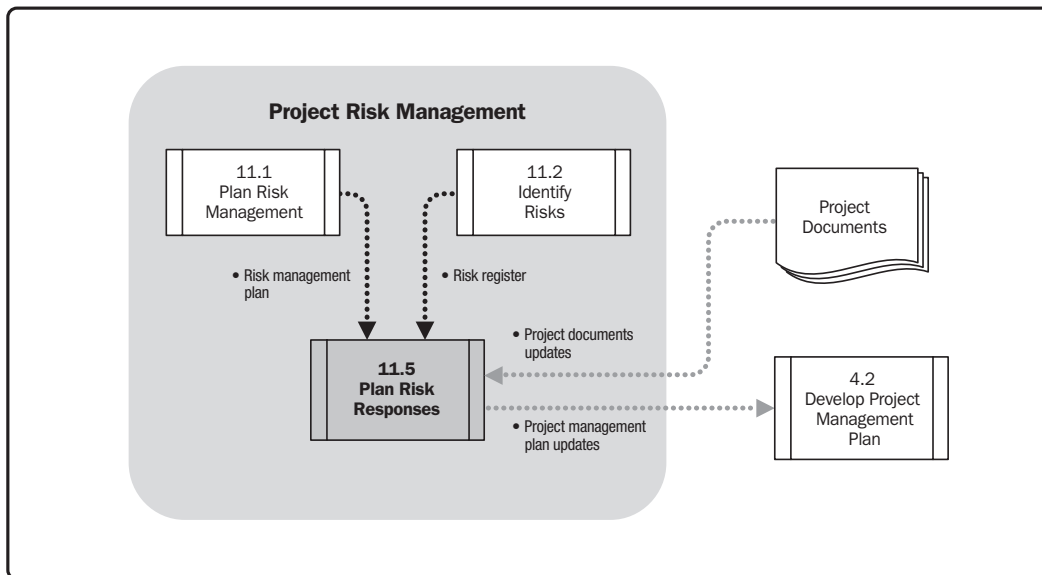 Project Risk Management
11.1
Plan Risk
Management
11.2
Identify
Risks
Project
Documents
• Risk management
plan
• Risk register
• Project documents
updates
11.5
Plan Risk
Responses
4.2
Develop Project
Management
Plan
• Project management
plan updates